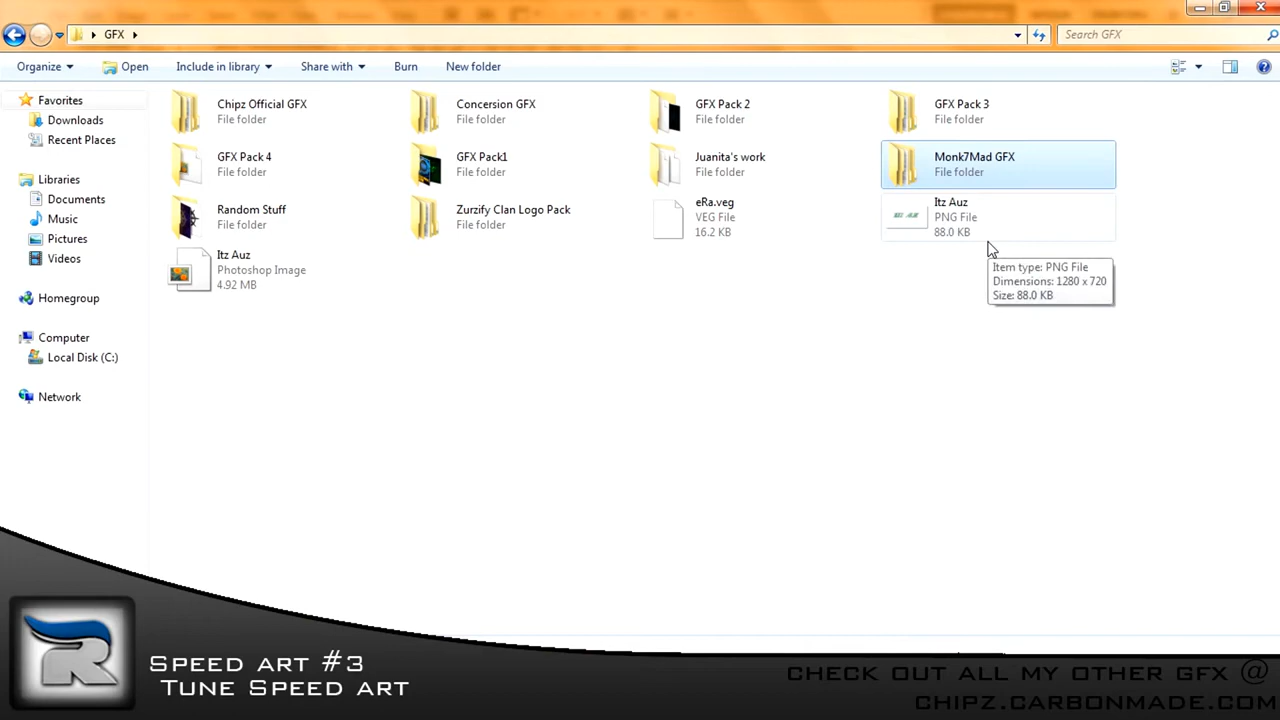 GFX
Search GFX
Organize
Open
Include in library
Share with
Burn
New folder
Favorites
Downloads
Recent Places
Libraries
Documents
Music
Pictures
Videos
Homegroup
Computer
Local Disk (C:)
Network
Chipz Official GFX
File folder
Concersion GFX
File folder
GFX Pack 2
File folder
GFX Pack 3
File folder
GFX Pack 4
File folder
GFX Pack1
File folder
Juanita's work
File folder
Monk7Mad GFX
File folder
Random Stuff
File folder
Zurzify Clan Logo Pack
File folder
eRa.veg
VEG File
16.2 KB
Itz Auz
PNG File
88.0 KB
Itz Auz
Photoshop Image
4.92 MB
Item type: PNG File
Dimensions: 1280 x 720
Size: 88.0 KB
R
Speed art #3
Tune Speed art
CHECK OUT ALL MY OTHER GFX @
CHIPZ.CARBONMADE.COM